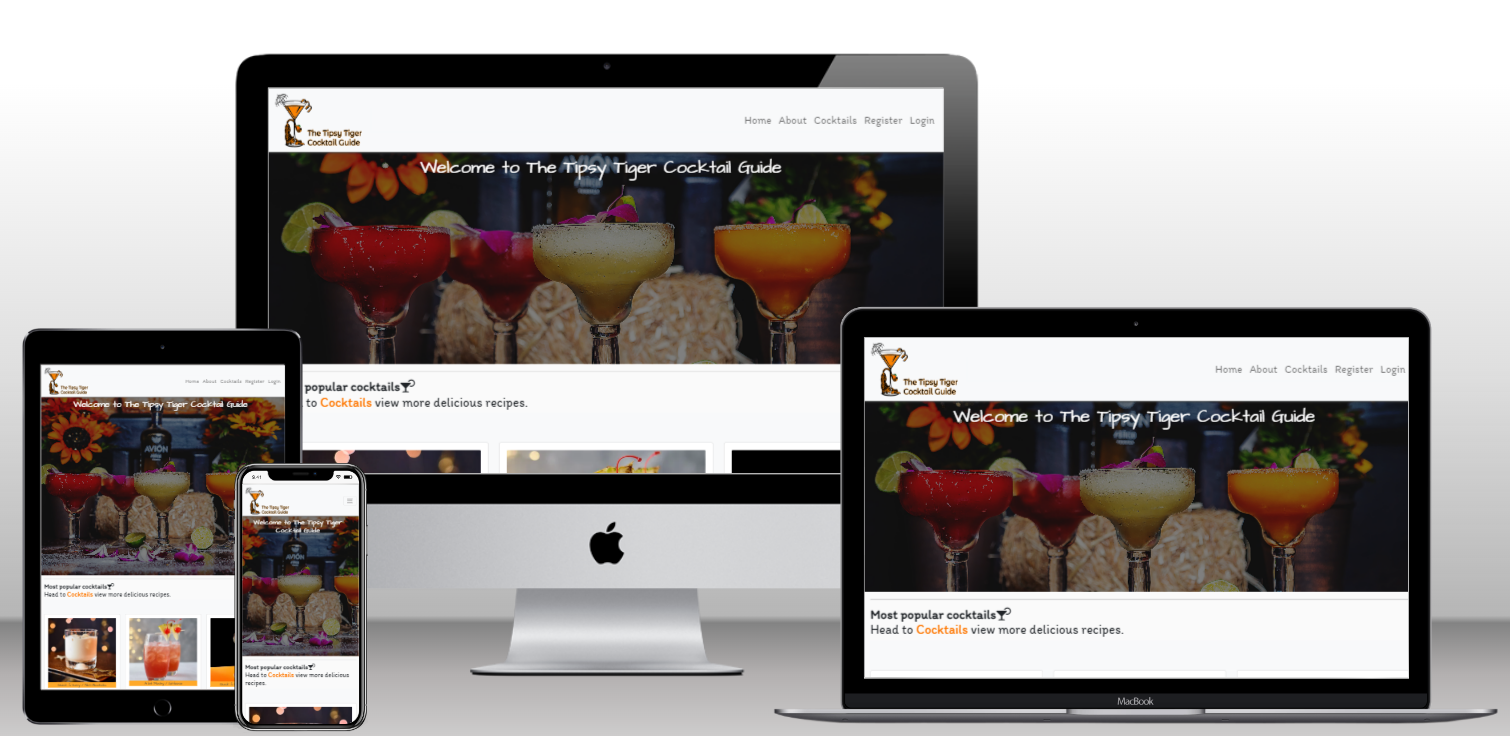 The Tipsy Tiger
Cocktail Guide
Home About Cocktails Register Login
AVION
Welcome to The Tipsy Tiger Cocktail Guide
popular cocktails
to Cocktails view more delicious recipes.
The Tipsy Tiger
Cocktail Guide
Home About Cocktails Register Login
Welcome to The Tipsy Tiger Cocktail Guide
AVIÓN
Most popular cocktails
Head to Cocktails view more delicious recipes.
9:41
The Tipsy Tiger
Cocktail Guide
Welcome to The Tipsy Tiger
Cocktail Guide
AVIÓN
Most popular cocktails
Head to Cocktails view more delicious
recipes.
The Tipsy Tiger
Cocktail Guide
Home About Cocktails Register Login
Welcome to The Tipsy Tiger Cocktail Guide
Most popular cocktails
Head to Cocktails view more delicious recipes.
MacBook